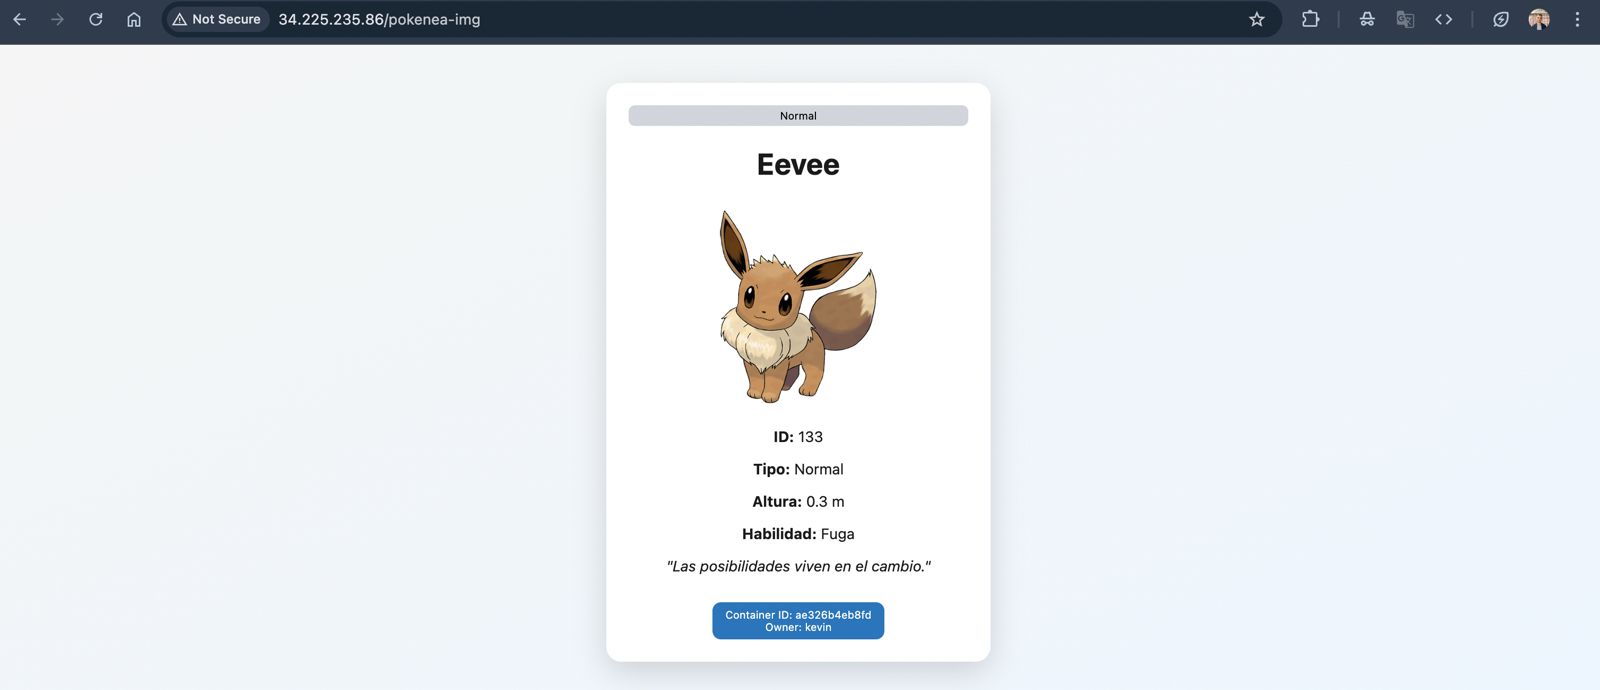 Not Secure 34.225.235.86/pokenea-img
Normal
Eevee
ID: 133
Tipo: Normal
Altura: 0.3 m
Habilidad: Fuga
"Las posibilidades viven en el cambio."
Container ID: ae326b4eb8fd
Owner: kevin